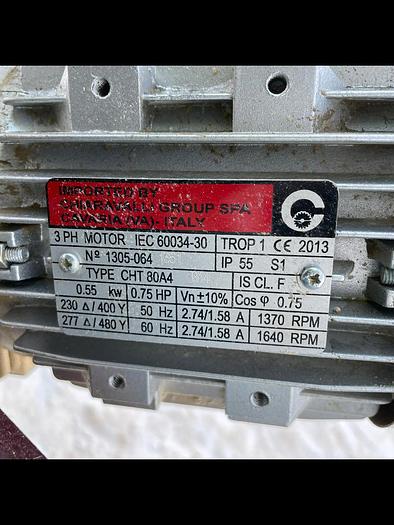 IMPORTED BY
CHIARAVALLI GROUP SPA
CAVARIA (VA)- ITALY
3 PH MOTOR IEC 60034-30 TROP 1 CE 2013
Nº 1305-064 IP 55 S1
TYPE CHT 80A4 IS CL. F
0.55 kw 0.75 HP Vn ±10% Cos φ 0.75
230 Δ / 400 Y 50 Hz 2.74/1.58 A 1370 RPM
277 Δ / 480 Y 60 Hz 2.74/1.58 A 1640 RPM